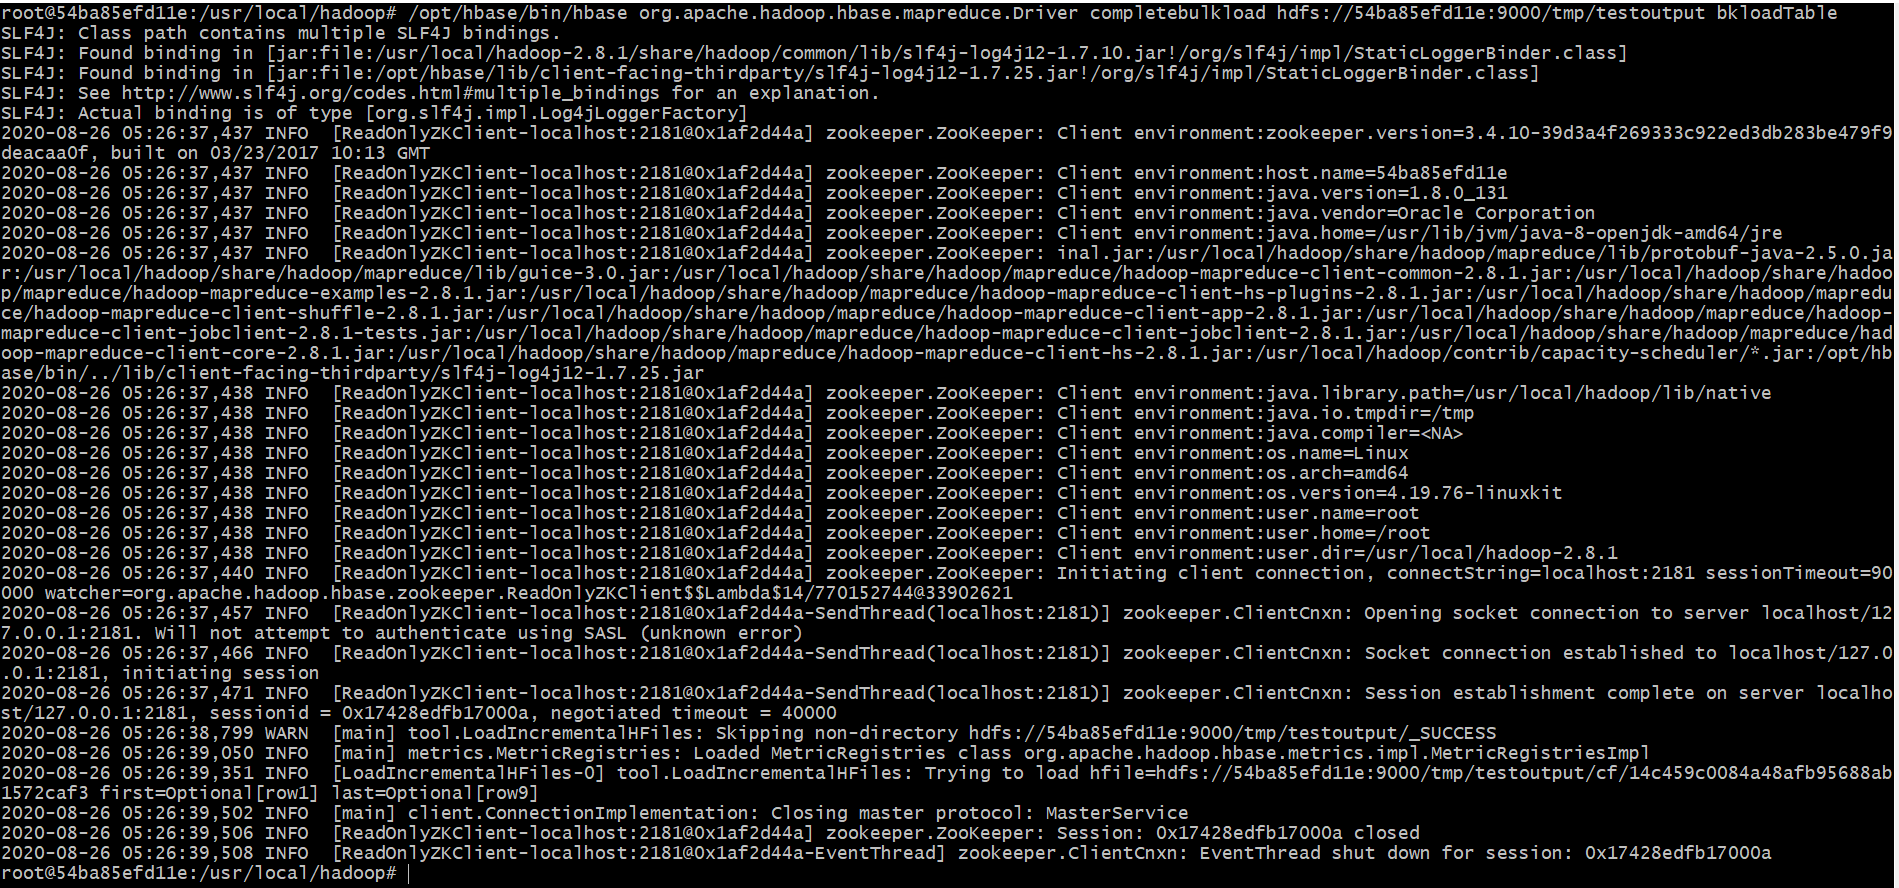 root@54ba85efd11e:/usr/local/hadoop# /opt/hbase/bin/hbase org.apache.hadoop.hbase.mapreduce.Driver completebulkload hdfs://54ba85efd11e:9000/tmp/testoutput bkloadTable
SLF4J: Class path contains multiple SLF4J bindings.
SLF4J: Found binding in [jar:file:/usr/local/hadoop-2.8.1/share/hadoop/common/lib/slf4j-log4j12-1.7.10.jar!/org/slf4j/impl/StaticLoggerBinder.class]
SLF4J: Found binding in [jar:file:/opt/hbase/lib/client-facing-thirdparty/slf4j-log4j12-1.7.25.jar!/org/slf4j/impl/StaticLoggerBinder.class]
SLF4J: See http://www.slf4j.org/codes.html#multiple_bindings for an explanation.
SLF4J: Actual binding is of type [org.slf4j.impl.Log4jLoggerFactory]
2020-08-26 05:26:37,437 INFO  [ReadOnlyZKClient-localhost:2181@0x1af2d44a] zookeeper.ZooKeeper: Client environment:zookeeper.version=3.4.10-39d3a4f269333c922ed3db283be479f9
deacaa0f, built on 03/23/2017 10:13 GMT
2020-08-26 05:26:37,437 INFO  [ReadOnlyZKClient-localhost:2181@0x1af2d44a] zookeeper.ZooKeeper: Client environment:host.name=54ba85efd11e
2020-08-26 05:26:37,437 INFO  [ReadOnlyZKClient-localhost:2181@0x1af2d44a] zookeeper.ZooKeeper: Client environment:java.version=1.8.0_131
2020-08-26 05:26:37,437 INFO  [ReadOnlyZKClient-localhost:2181@0x1af2d44a] zookeeper.ZooKeeper: Client environment:java.vendor=Oracle Corporation
2020-08-26 05:26:37,437 INFO  [ReadOnlyZKClient-localhost:2181@0x1af2d44a] zookeeper.ZooKeeper: Client environment:java.home=/usr/lib/jvm/java-8-openjdk-amd64/jre
2020-08-26 05:26:37,437 INFO  [ReadOnlyZKClient-localhost:2181@0x1af2d44a] zookeeper.ZooKeeper: inal.jar:/usr/local/hadoop/share/hadoop/mapreduce/lib/protobuf-java-2.5.0.ja
r:/usr/local/hadoop/share/hadoop/mapreduce/lib/guice-3.0.jar:/usr/local/hadoop/share/hadoop/mapreduce/hadoop-mapreduce-client-common-2.8.1.jar:/usr/local/hadoop/share/hadoo
p/mapreduce/hadoop-mapreduce-examples-2.8.1.jar:/usr/local/hadoop/share/hadoop/mapreduce/hadoop-mapreduce-client-hs-plugins-2.8.1.jar:/usr/local/hadoop/share/hadoop/mapredu
ce/hadoop-mapreduce-client-shuffle-2.8.1.jar:/usr/local/hadoop/share/hadoop/mapreduce/hadoop-mapreduce-client-app-2.8.1.jar:/usr/local/hadoop/share/hadoop/mapreduce/hadoop-
mapreduce-client-jobclient-2.8.1-tests.jar:/usr/local/hadoop/share/hadoop/mapreduce/hadoop-mapreduce-client-jobclient-2.8.1.jar:/usr/local/hadoop/share/hadoop/mapreduce/had
oop-mapreduce-client-core-2.8.1.jar:/usr/local/hadoop/share/hadoop/mapreduce/hadoop-mapreduce-client-hs-2.8.1.jar:/usr/local/hadoop/contrib/capacity-scheduler/*.jar:/opt/hb
ase/bin/../lib/client-facing-thirdparty/slf4j-log4j12-1.7.25.jar
2020-08-26 05:26:37,438 INFO  [ReadOnlyZKClient-localhost:2181@0x1af2d44a] zookeeper.ZooKeeper: Client environment:java.library.path=/usr/local/hadoop/lib/native
2020-08-26 05:26:37,438 INFO  [ReadOnlyZKClient-localhost:2181@0x1af2d44a] zookeeper.ZooKeeper: Client environment:java.io.tmpdir=/tmp
2020-08-26 05:26:37,438 INFO  [ReadOnlyZKClient-localhost:2181@0x1af2d44a] zookeeper.ZooKeeper: Client environment:java.compiler=<NA>
2020-08-26 05:26:37,438 INFO  [ReadOnlyZKClient-localhost:2181@0x1af2d44a] zookeeper.ZooKeeper: Client environment:os.name=Linux
2020-08-26 05:26:37,438 INFO  [ReadOnlyZKClient-localhost:2181@0x1af2d44a] zookeeper.ZooKeeper: Client environment:os.arch=amd64
2020-08-26 05:26:37,438 INFO  [ReadOnlyZKClient-localhost:2181@0x1af2d44a] zookeeper.ZooKeeper: Client environment:os.version=4.19.76-linuxkit
2020-08-26 05:26:37,438 INFO  [ReadOnlyZKClient-localhost:2181@0x1af2d44a] zookeeper.ZooKeeper: Client environment:user.name=root
2020-08-26 05:26:37,438 INFO  [ReadOnlyZKClient-localhost:2181@0x1af2d44a] zookeeper.ZooKeeper: Client environment:user.home=/root
2020-08-26 05:26:37,438 INFO  [ReadOnlyZKClient-localhost:2181@0x1af2d44a] zookeeper.ZooKeeper: Client environment:user.dir=/usr/local/hadoop-2.8.1
2020-08-26 05:26:37,440 INFO  [ReadOnlyZKClient-localhost:2181@0x1af2d44a] zookeeper.ZooKeeper: Initiating client connection, connectString=localhost:2181 sessionTimeout=90
000 watcher=org.apache.hadoop.hbase.zookeeper.ReadOnlyZKClient$$Lambda$14/770152744@33902621
2020-08-26 05:26:37,457 INFO  [ReadOnlyZKClient-localhost:2181@0x1af2d44a-SendThread(localhost:2181)] zookeeper.ClientCnxn: Opening socket connection to server localhost/12
7.0.0.1:2181. Will not attempt to authenticate using SASL (unknown error)
2020-08-26 05:26:37,466 INFO  [ReadOnlyZKClient-localhost:2181@0x1af2d44a-SendThread(localhost:2181)] zookeeper.ClientCnxn: Socket connection established to localhost/127.0
.0.1:2181, initiating session
2020-08-26 05:26:37,471 INFO  [ReadOnlyZKClient-localhost:2181@0x1af2d44a-SendThread(localhost:2181)] zookeeper.ClientCnxn: Session establishment complete on server localho
st/127.0.0.1:2181, sessionid = 0x17428edfb17000a, negotiated timeout = 40000
2020-08-26 05:26:38,799 WARN  [main] tool.LoadIncrementalHFiles: Skipping non-directory hdfs://54ba85efd11e:9000/tmp/testoutput/_SUCCESS
2020-08-26 05:26:39,050 INFO  [main] metrics.MetricRegistries: Loaded MetricRegistries class org.apache.hadoop.hbase.metrics.impl.MetricRegistriesImpl
2020-08-26 05:26:39,351 INFO  [LoadIncrementalHFiles-0] tool.LoadIncrementalHFiles: Trying to load hfile=hdfs://54ba85efd11e:9000/tmp/testoutput/cf/14c459c0084a48afb95688ab
1572caf3 first=Optional[row1] last=Optional[row9]
2020-08-26 05:26:39,502 INFO  [main] client.ConnectionImplementation: Closing master protocol: MasterService
2020-08-26 05:26:39,506 INFO  [ReadOnlyZKClient-localhost:2181@0x1af2d44a] zookeeper.ZooKeeper: Session: 0x17428edfb17000a closed
2020-08-26 05:26:39,508 INFO  [ReadOnlyZKClient-localhost:2181@0x1af2d44a-EventThread] zookeeper.ClientCnxn: EventThread shut down for session: 0x17428edfb17000a
root@54ba85efd11e:/usr/local/hadoop#